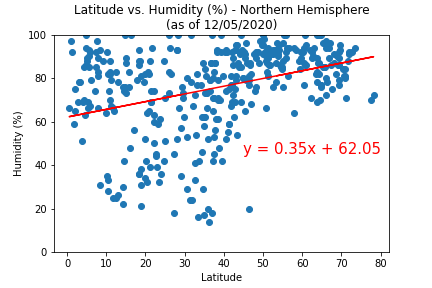 Latitude vs. Humidity (%) - Northern Hemisphere
(as of 12/05/2020)
100
80
60
40
20
0
Humidity (%)
y = 0.35x + 62.05
0 10 20 30 40 50 60 70 80
Latitude